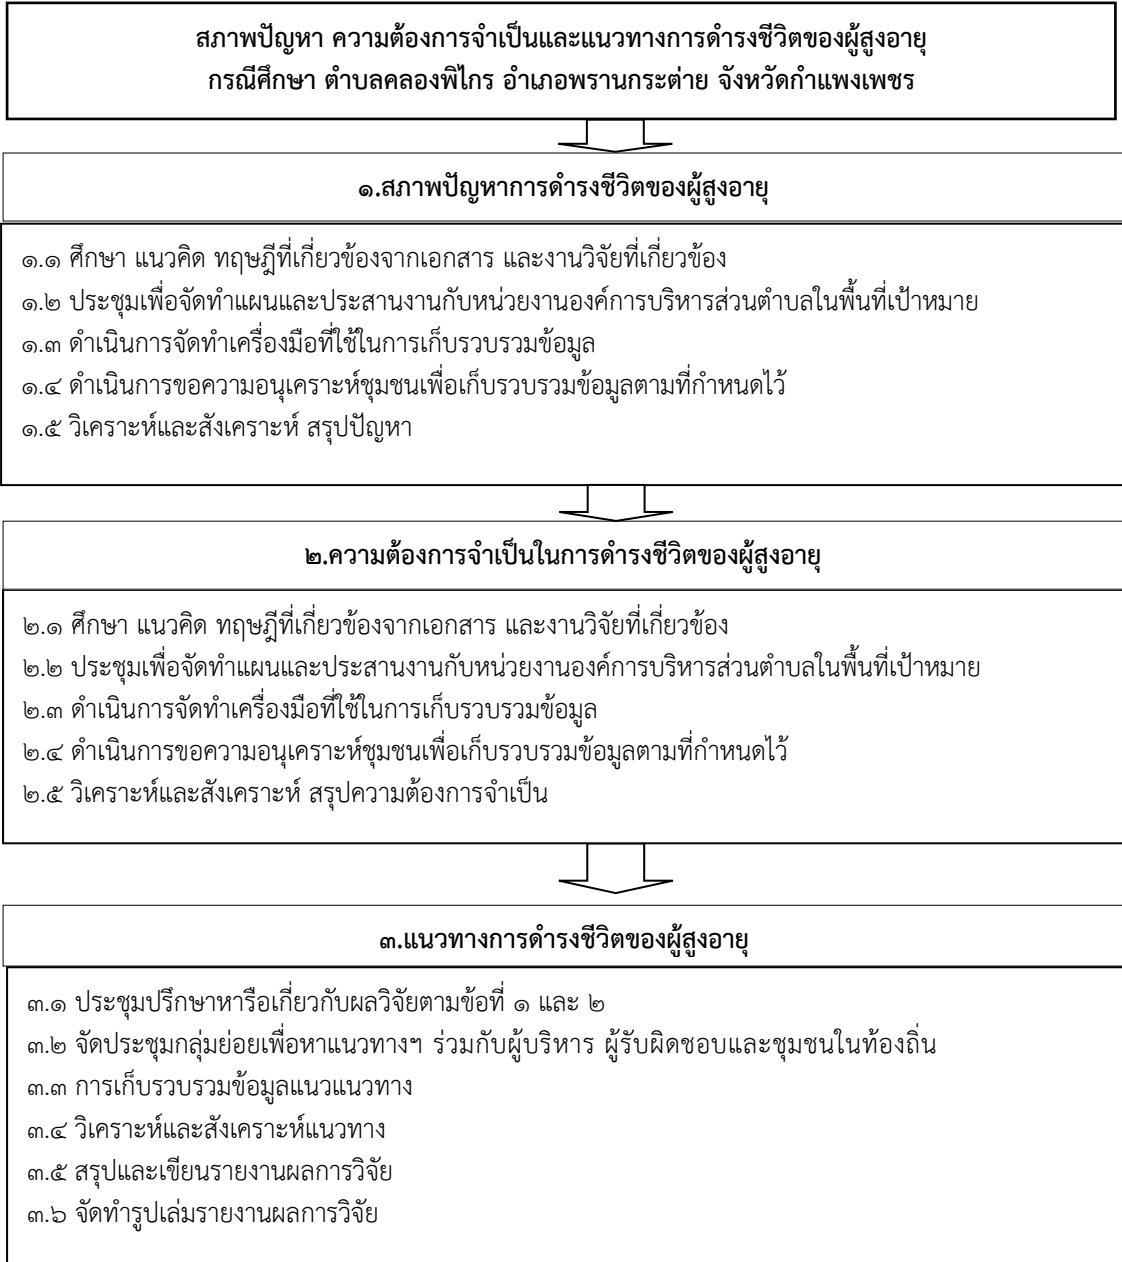 สภาพปัญหา ความต้องการจำเป็นและแนวทางการดำรงชีวิตของผู้สูงอายุ
กรณีศึกษา ตำบลคลองพิไกร อำเภอพรานกระต่าย จังหวัดกำแพงเพชร
๑.สภาพปัญหาการดำรงชีวิตของผู้สูงอายุ
๑.๑ ศึกษา แนวคิด ทฤษฎีที่เกี่ยวข้องจากเอกสาร และงานวิจัยที่เกี่ยวข้อง
๑.๒ ประชุมเพื่อจัดทำแผนและประสานงานกับหน่วยงานองค์การบริหารส่วนตำบลในพื้นที่เป้าหมาย
๑.๓ ดำเนินการจัดทำเครื่องมือที่ใช้ในการเก็บรวบรวมข้อมูล
๑.๔ ดำเนินการขอความอนุเคราะห์ชุมชนเพื่อเก็บรวบรวมข้อมูลตามที่กำหนดไว้
๑.๕ วิเคราะห์และสังเคราะห์ สรุปปัญหา
๒.ความต้องการจำเป็นในการดำรงชีวิตของผู้สูงอายุ
๒.๑ ศึกษา แนวคิด ทฤษฎีที่เกี่ยวข้องจากเอกสาร และงานวิจัยที่เกี่ยวข้อง
๒.๒ ประชุมเพื่อจัดทำแผนและประสานงานกับหน่วยงานองค์การบริหารส่วนตำบลในพื้นที่เป้าหมาย
๒.๓ ดำเนินการจัดทำเครื่องมือที่ใช้ในการเก็บรวบรวมข้อมูล
๒.๔ ดำเนินการขอความอนุเคราะห์ชุมชนเพื่อเก็บรวบรวมข้อมูลตามที่กำหนดไว้
๒.๕ วิเคราะห์และสังเคราะห์ สรุปความต้องการจำเป็น
๓.แนวทางการดำรงชีวิตของผู้สูงอายุ
๓.๑ ประชุมปรึกษาหารือเกี่ยวกับผลวิจัยตามข้อที่ ๑ และ ๒
๓.๒ จัดประชุมกลุ่มย่อยเพื่อหาแนวทางฯ ร่วมกับผู้บริหาร ผู้รับผิดชอบและชุมชนในท้องถิ่น
๓.๓ การเก็บรวบรวมข้อมูลแนวแนวทาง
๓.๔ วิเคราะห์และสังเคราะห์แนวทาง
๓.๕ สรุปและเขียนรายงานผลการวิจัย
๓.๖ จัดทำรูปเล่มรายงานผลการวิจัย